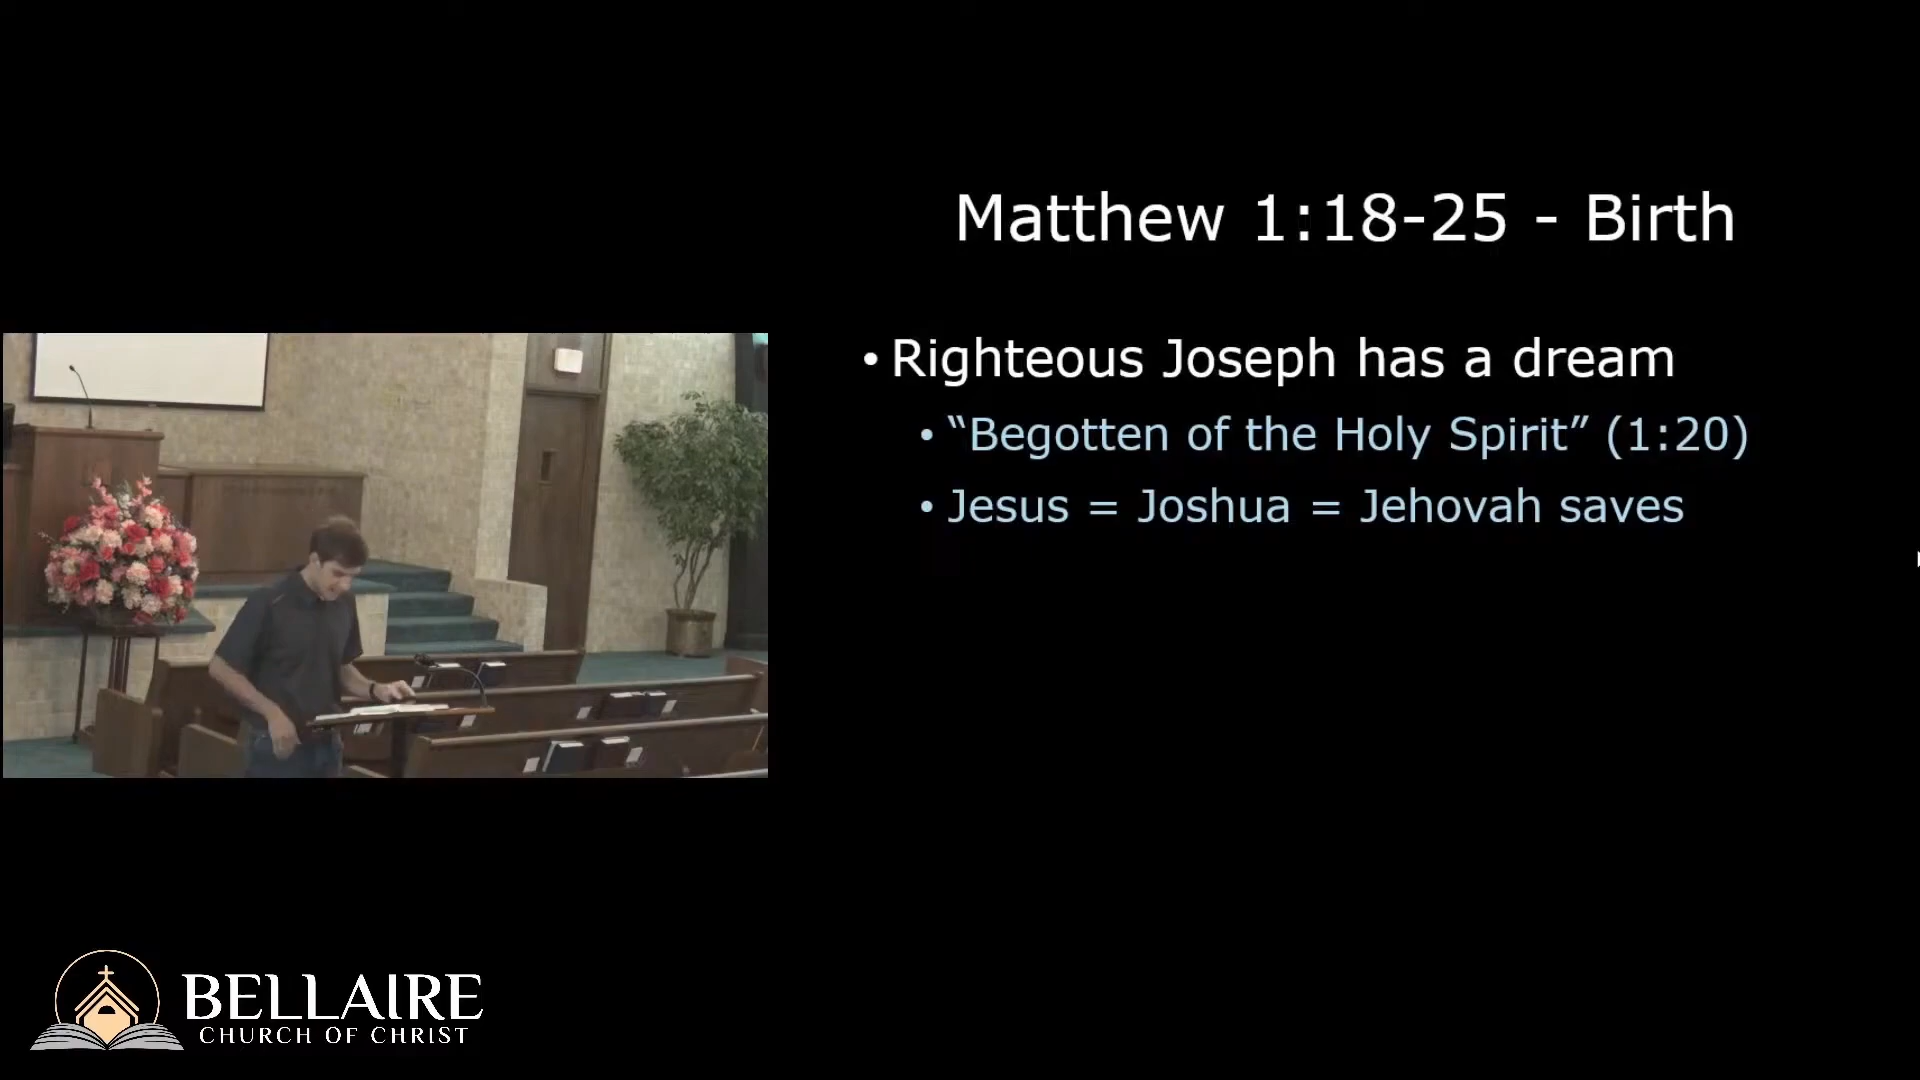 Matthew 1:18-25 - Birth
• Righteous Joseph has a dream
• “Begotten of the Holy Spirit” (1:20)
• Jesus = Joshua = Jehovah saves
BELLAIRE
CHURCH OF CHRIST